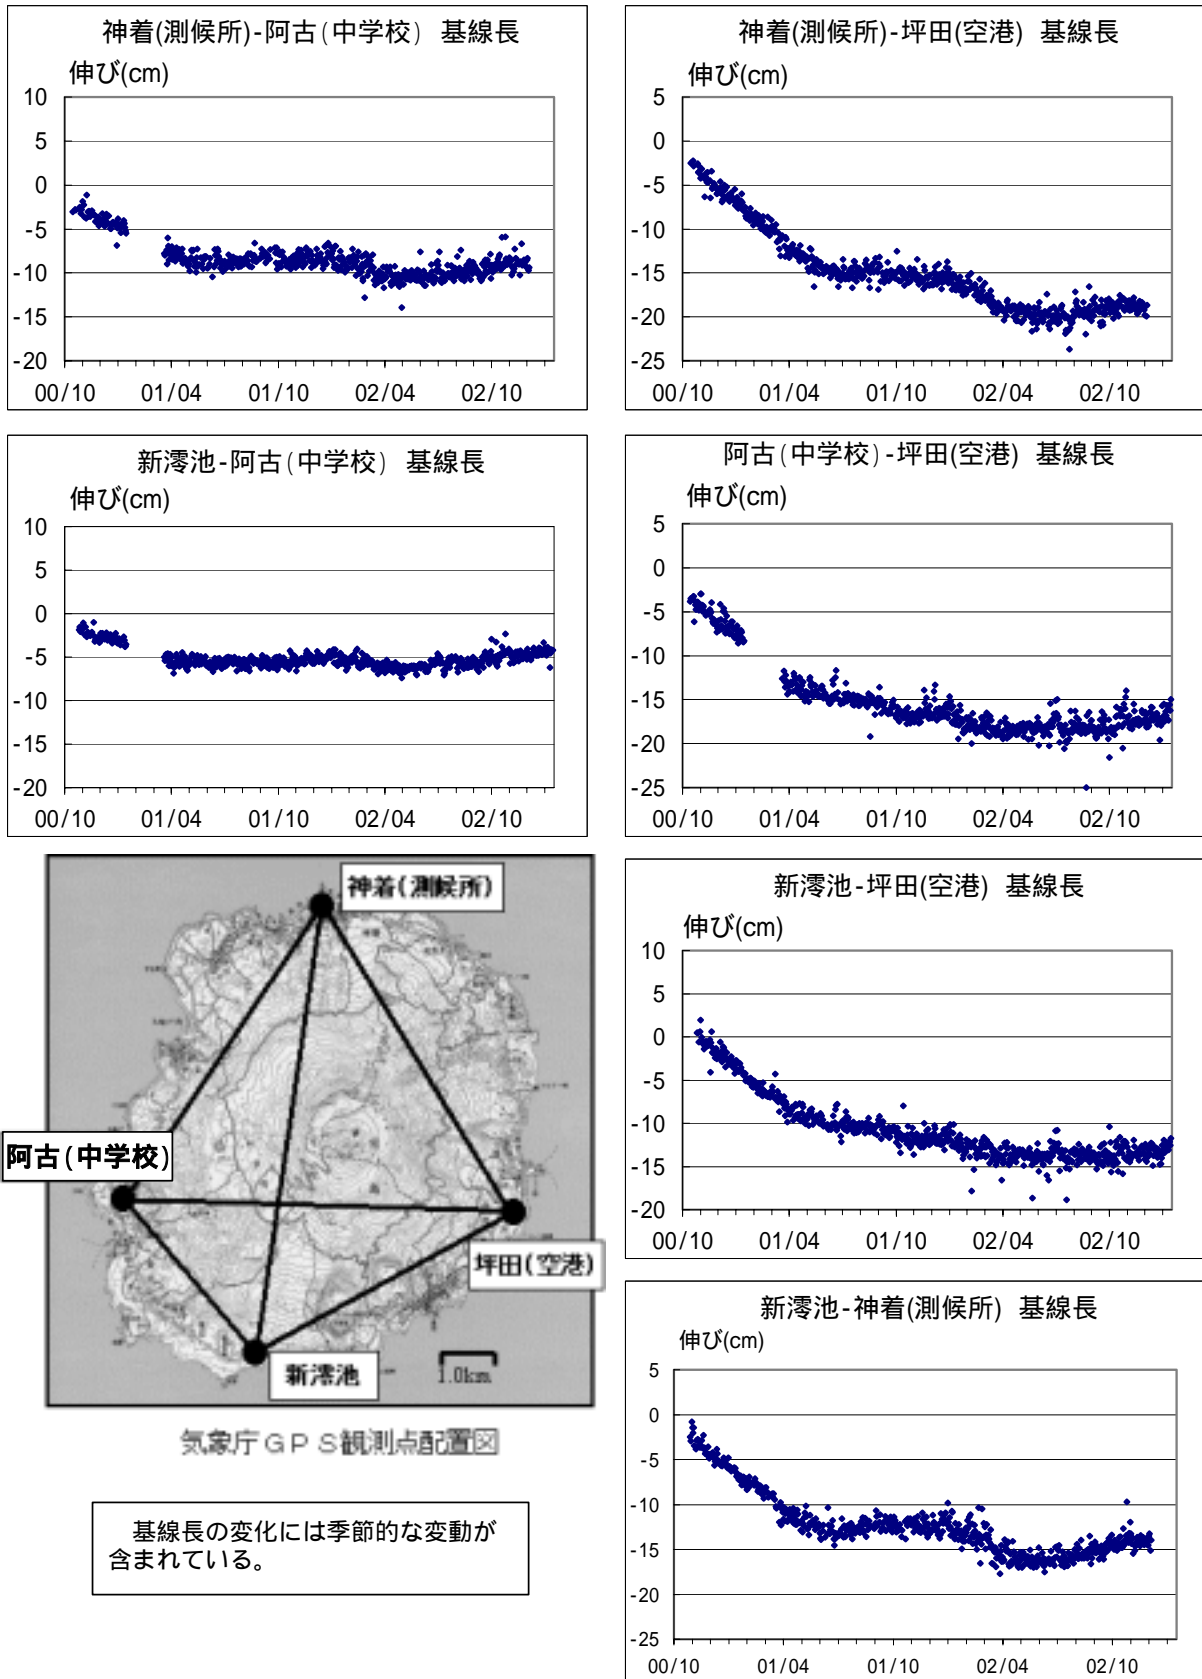 神着(測候所)-阿古(中学校) 基線長
伸び(cm)
10
5
0
-5
-10
-15
-20
00/10 01/04 01/10 02/04 02/10
神着(測候所)-坪田(空港) 基線長
伸び(cm)
5
0
-5
-10
-15
-20
-25
00/10 01/04 01/10 02/04 02/10
新澪池-阿古(中学校) 基線長
伸び(cm)
10
5
0
-5
-10
-15
-20
00/10 01/04 01/10 02/04 02/10
阿古(中学校)-坪田(空港) 基線長
伸び(cm)
5
0
-5
-10
-15
-20
-25
00/10 01/04 01/10 02/04 02/10
神着(測候所)
阿古(中学校)
坪田(空港)
新澪池
1.0km
気象庁GPS観測点配置図
基線長の変化には季節的な変動が
含まれている。
新澪池-坪田(空港) 基線長
伸び(cm)
10
5
0
-5
-10
-15
-20
00/10 01/04 01/10 02/04 02/10
新澪池-神着(測候所) 基線長
伸び(cm)
5
0
-5
-10
-15
-20
-25
00/10 01/04 01/10 02/04 02/10